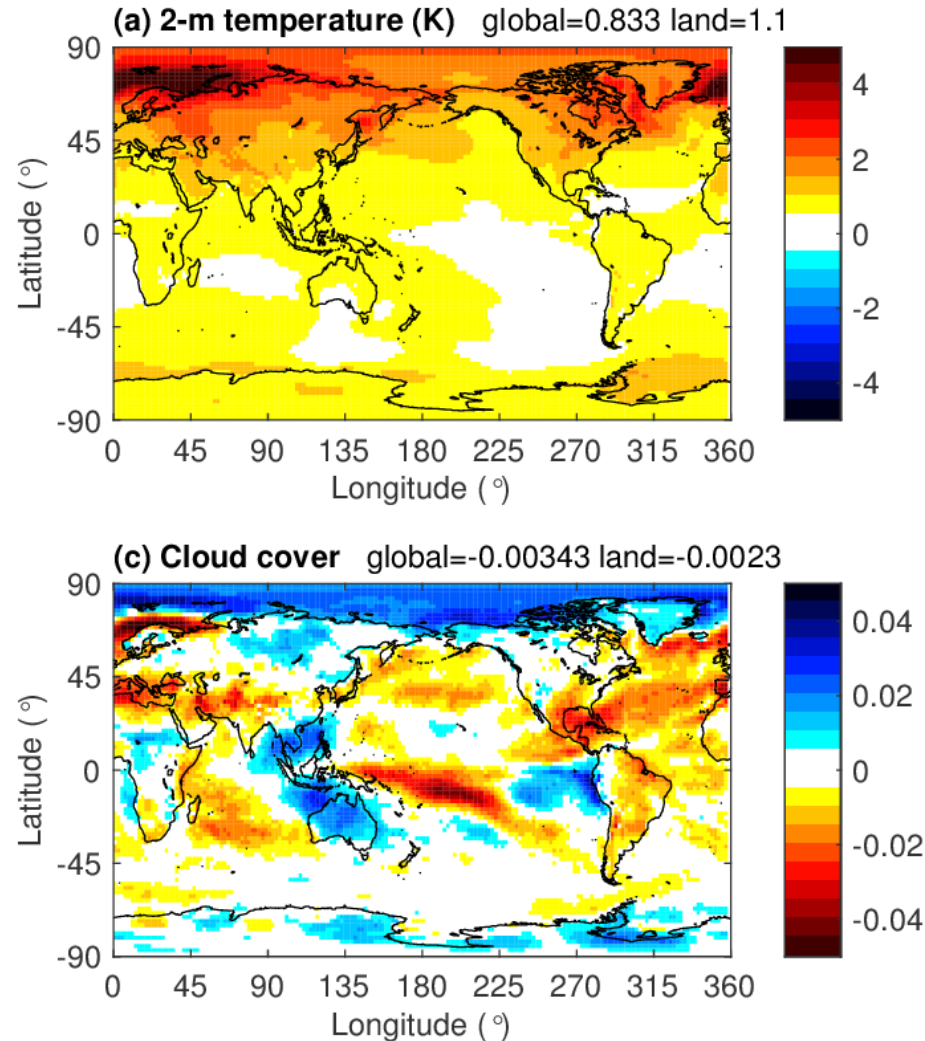 (a) 2-m temperature (K) global=0.833 land=1.1
90
45
0
-45
-90
Latitude (°)
0 45 90 135 180 225 270 315 360
Longitude (°)
4
2
0
-2
-4
(c) Cloud cover global=-0.00343 land=-0.0023
90
45
0
-45
-90
Latitude (°)
0 45 90 135 180 225 270 315 360
Longitude (°)
0.04
0.02
0
-0.02
-0.04